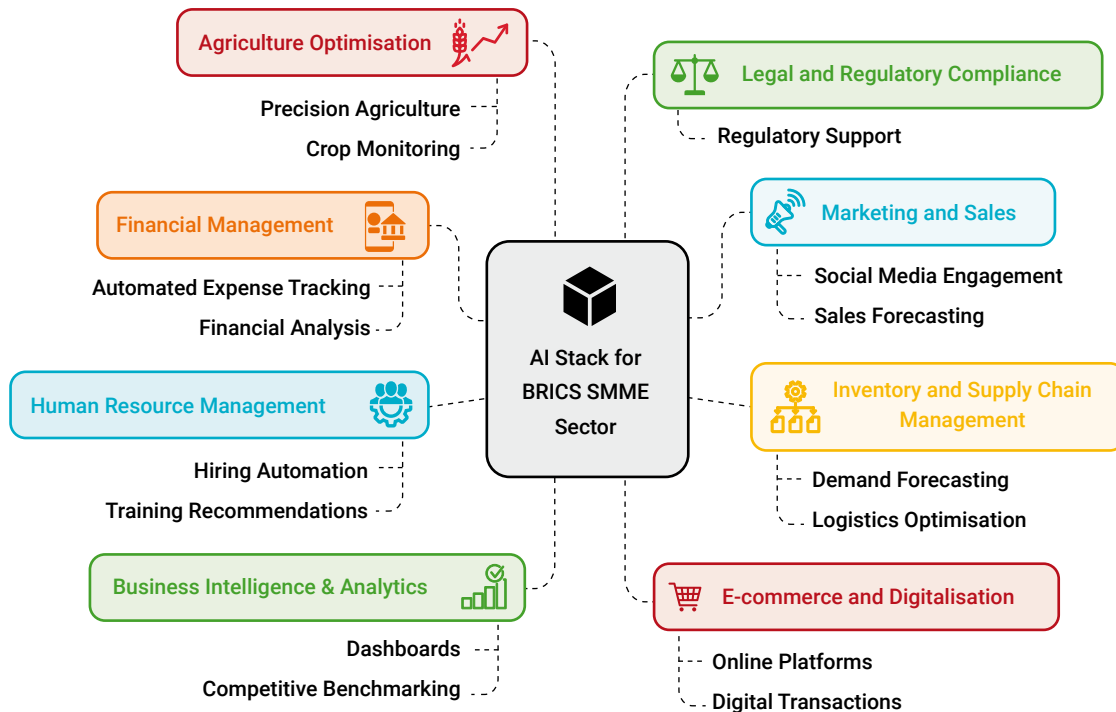 Agriculture Optimisation
Precision Agriculture
Crop Monitoring
Financial Management
Automated Expense Tracking
Financial Analysis
Human Resource Management
Hiring Automation
Training Recommendations
Business Intelligence & Analytics
Dashboards
Competitive Benchmarking
AI Stack for
BRICS SMME
Sector
Legal and Regulatory Compliance
Regulatory Support
Marketing and Sales
Social Media Engagement
Sales Forecasting
Inventory and Supply Chain
Management
Demand Forecasting
Logistics Optimisation
E-commerce and Digitalisation
Online Platforms
Digital Transactions